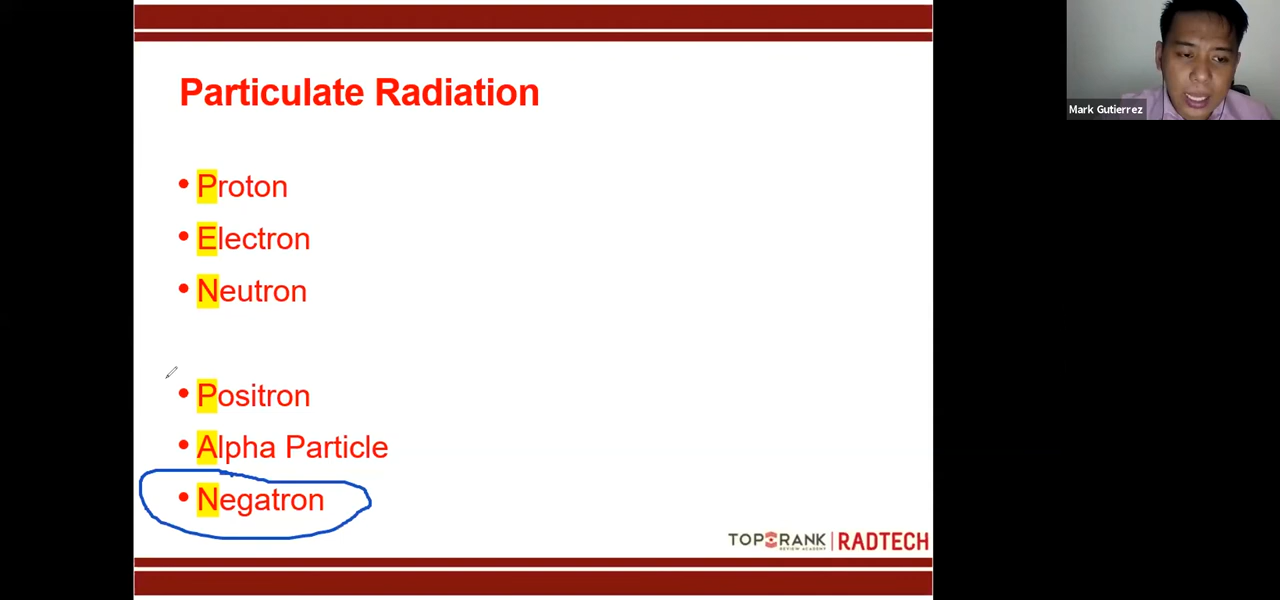 Particulate Radiation
• Proton
• Electron
• Neutron
• Positron
• Alpha Particle
• Negatron
TOPRANK | RADTECH
REVIEW ACADEMY
Mark Gutierrez